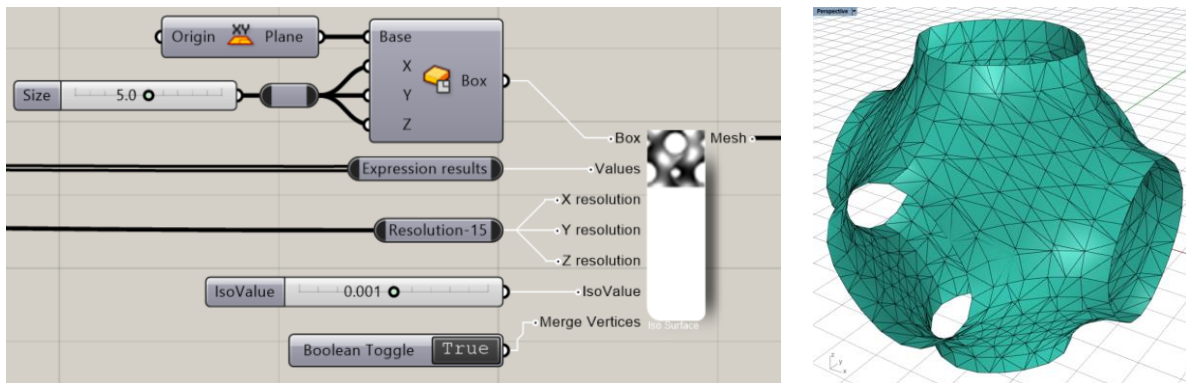 Origin XY Plane
Base
X
Y
Z
Box
Size 5.0
Box
Mesh
Expression results
Values
X resolution
Resolution-15
Y resolution
Z resolution
IsoValue 0.001
IsoValue
Merge Vertices
Boolean Toggle True
Iso Surface
Perspective
z
y
x